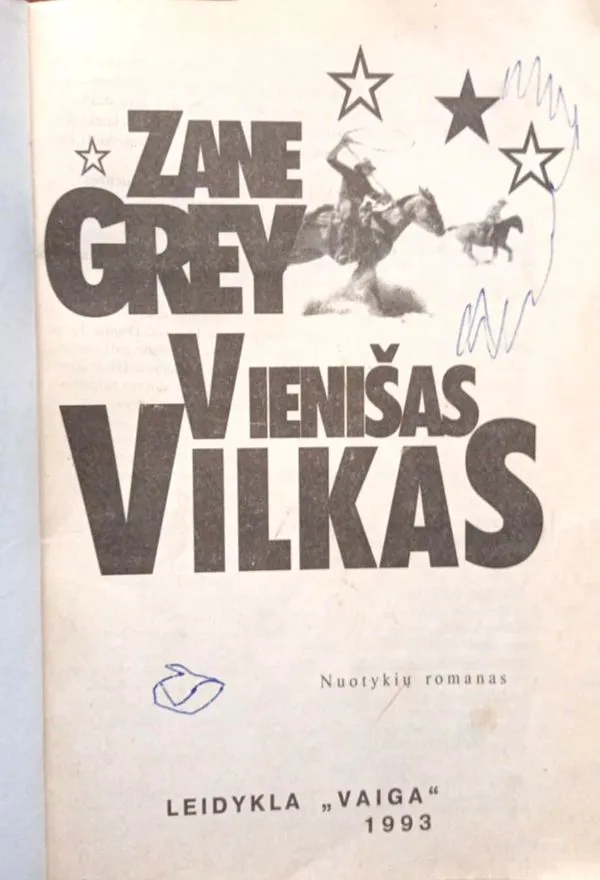 ZANE
GREY
VIENIŠAS
VILKAS
Nuotykių romanas
LEIDYKLA „VAIGA“
1993